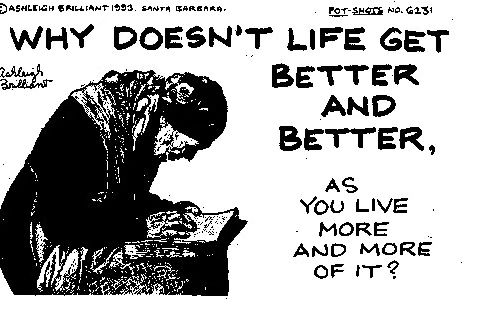 ©ASHLEIGH BRILLIANT 1993. SANTA BARBARA.
POT-SHOTS NO. 6231
WHY DOESN'T LIFE GET
BETTER
AND
BETTER,
Ashleigh
Brilliant
AS
YOU LIVE
MORE
AND MORE
OF IT?